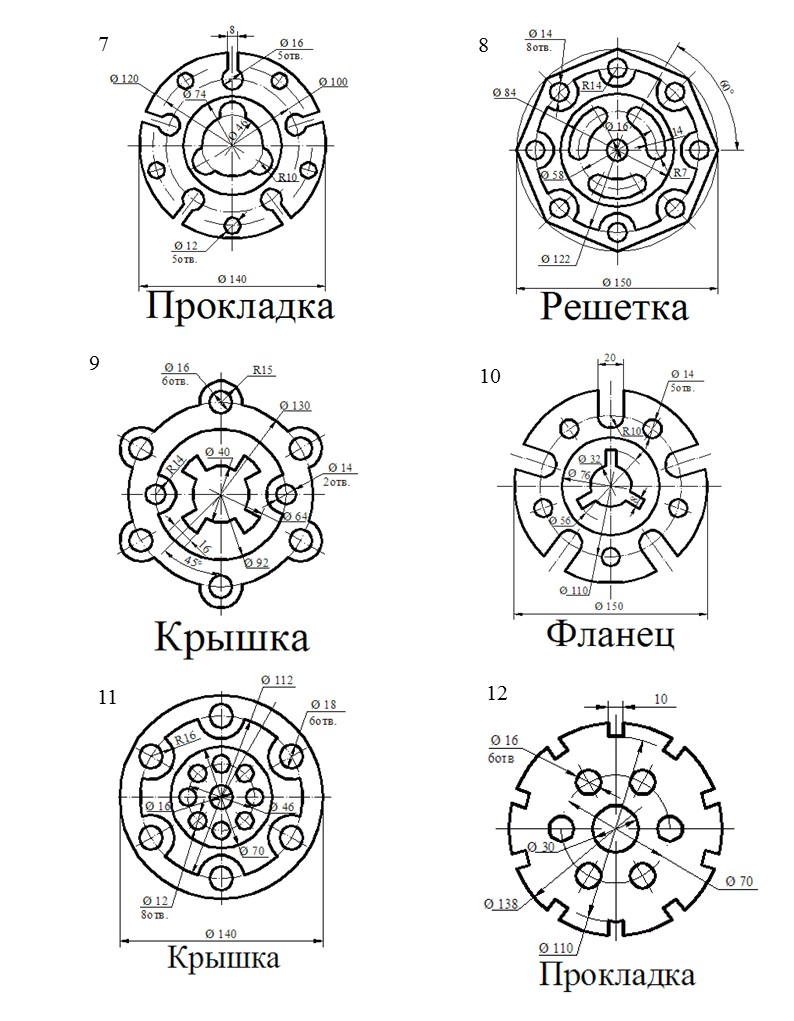 7
8
Ø 16
5отв.
Ø 120
Ø 100
Ø 74
Ø 46
R10
Ø 12
5отв.
Ø 140
Прокладка
8
Ø 14
8отв.
60°
R14
Ø 84
Ø 16
14
Ø 58
R7
Ø 122
Ø 150
Решетка
9
Ø 16
6отв.
R15
Ø 130
Ø 40
R14
Ø 14
2отв.
Ø 64
16
45°
Ø 92
Крышка
10
20
Ø 14
5отв.
R10
Ø 32
Ø 76
8
Ø 56
Ø 110
Ø 150
Фланец
11
Ø 112
Ø 18
6отв.
R16
Ø 16
Ø 46
Ø 70
Ø 12
8отв.
Ø 140
Крышка
12
10
Ø 16
6отв
Ø 30
Ø 70
Ø 138
Ø 110
Прокладка